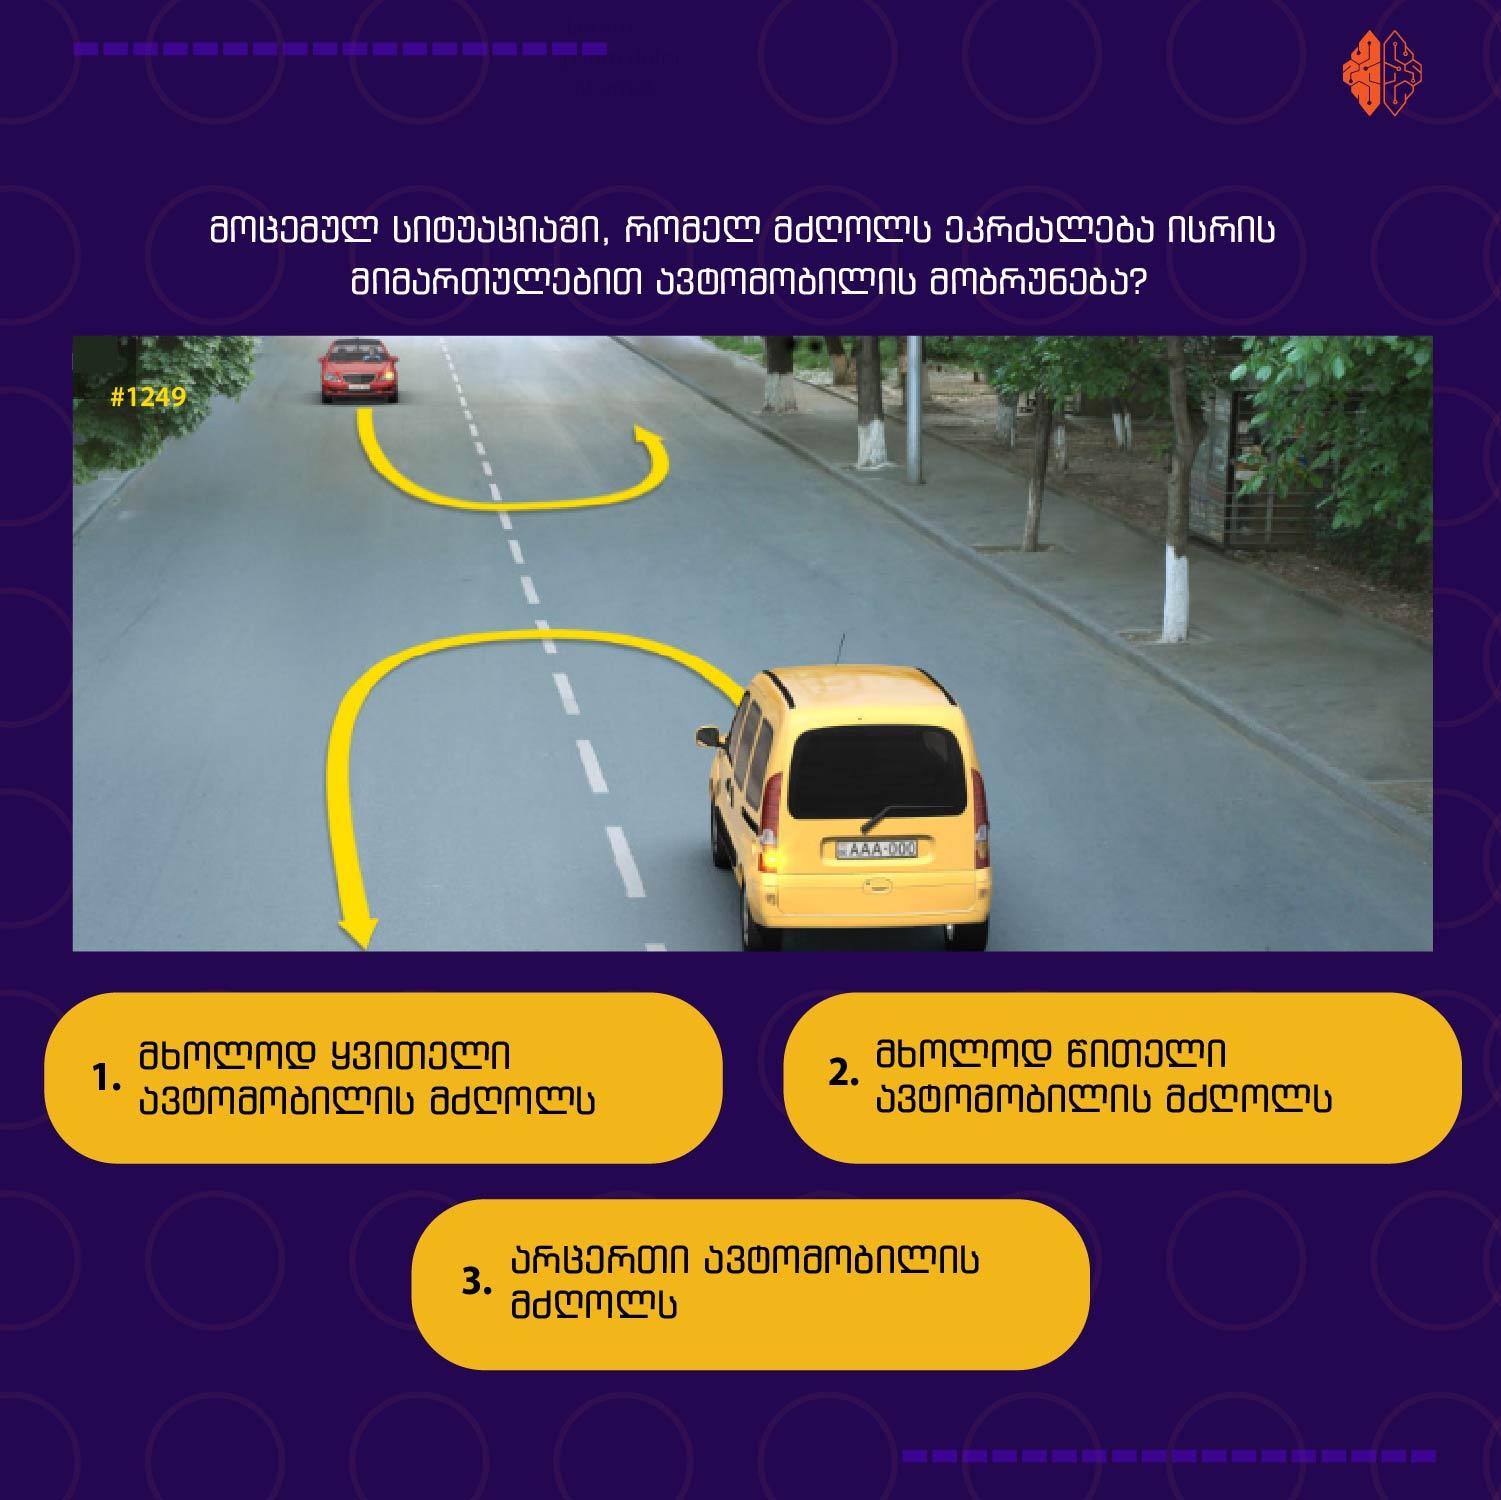 მოცემულ სიტუაციაში, რომელ მძღოლს ეკრძალება ისრის
მიმართულებით ავტომობილის მობრუნება?
#1249
AAA-000
1. მხოლოდ ყვითელი
ავტომობილის მძღოლს
2. მხოლოდ წითელი
ავტომობილის მძღოლს
3. არცერთი ავტომობილის
მძღოლს